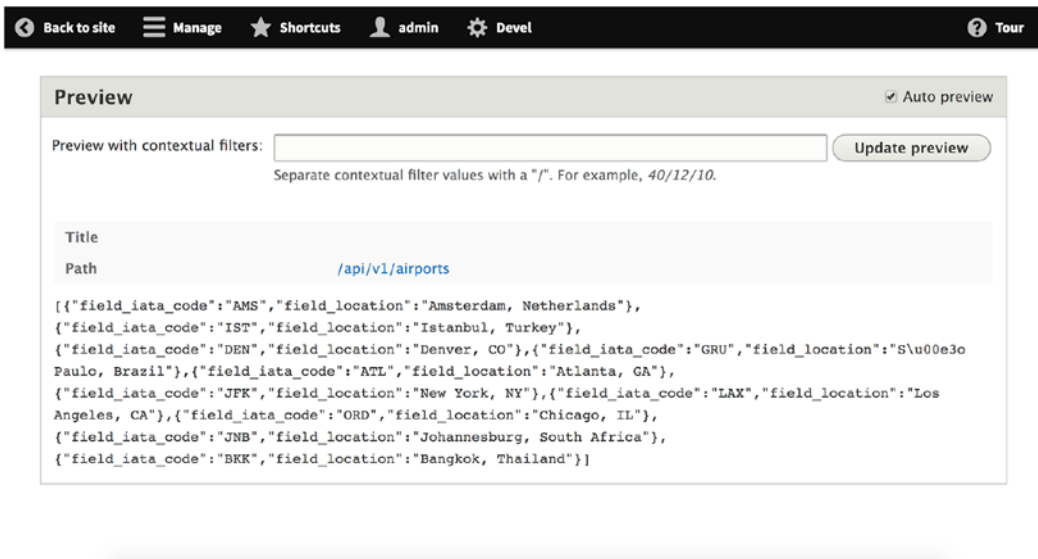 Back to site Manage Shortcuts admin Devel Tour
Preview Auto preview
Preview with contextual filters: Update preview
Separate contextual filter values with a "/". For example, 40/12/10.
Title
Path /api/v1/airports
[{"field_iata_code":"AMS","field_location":"Amsterdam, Netherlands"},
{"field_iata_code":"IST","field_location":"Istanbul, Turkey"},
{"field_iata_code":"DEN","field_location":"Denver, CO"},{"field_iata_code":"GRU","field_location":"S\u00e3o
Paulo, Brazil"},{"field_iata_code":"ATL","field_location":"Atlanta, GA"},
{"field_iata_code":"JFK","field_location":"New York, NY"},{"field_iata_code":"LAX","field_location":"Los
Angeles, CA"},{"field_iata_code":"ORD","field_location":"Chicago, IL"},
{"field_iata_code":"JNB","field_location":"Johannesburg, South Africa"},
{"field_iata_code":"BKK","field_location":"Bangkok, Thailand"}]